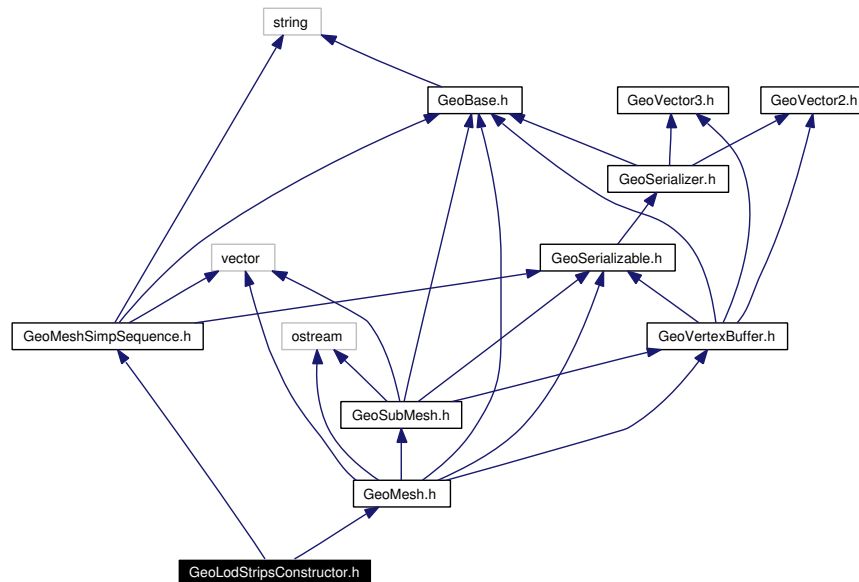 string
GeoBase.h
GeoVector3.h
GeoVector2.h
GeoSerializer.h
vector
GeoSerializable.h
GeoMeshSimpSequence.h
ostream
GeoVertexBuffer.h
GeoSubMesh.h
GeoMesh.h
GeoLodStripsConstructor.h